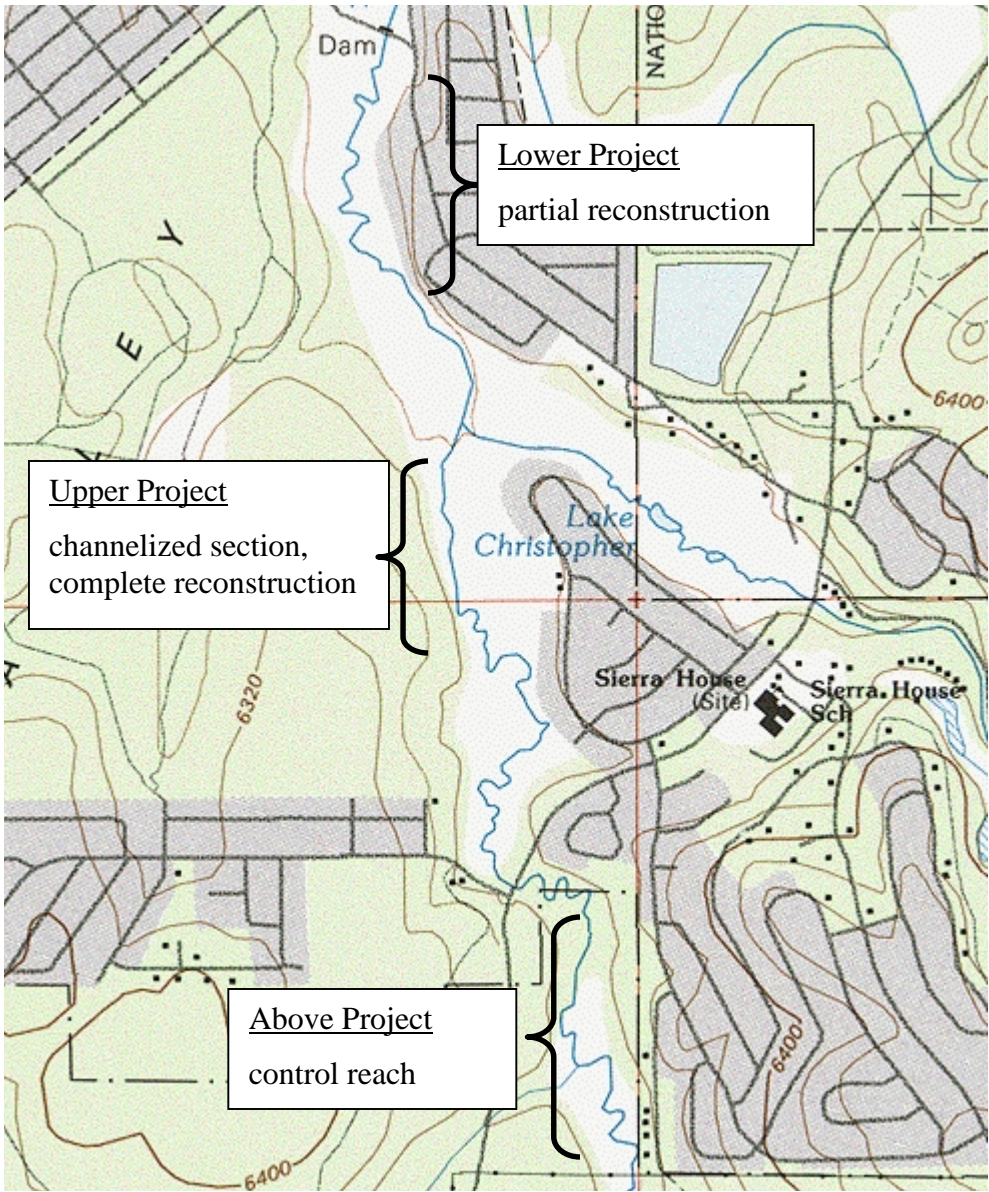 Dam
NATIO
Lower Project
partial reconstruction
Y
E
6400
Upper Project
channelized section,
complete reconstruction
Lake
Christopher
6320
Sierra House
(Site)
Sierra House
Sch
Above Project
control reach
6400
6400